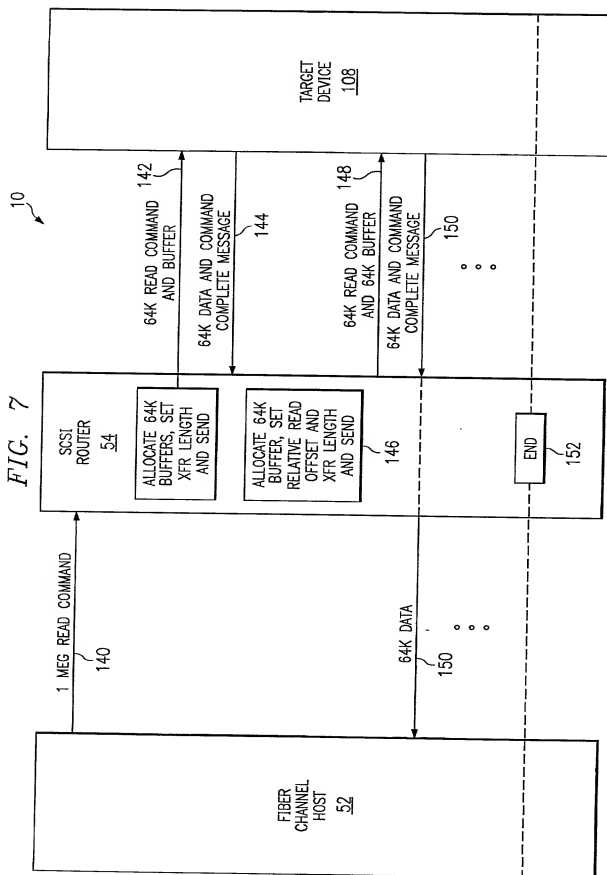 FIG. 7
10
FIBER
CHANNEL
HOST
52
1 MEG READ COMMAND
140
64K DATA
150
SCSI
ROUTER
54
ALLOCATE 64K
BUFFERS, SET
XFR LENGTH
AND SEND
ALLOCATE 64K
BUFFER, SET
RELATIVE READ
OFFSET AND
XFR LENGTH
AND SEND
146
END
152
64K READ COMMAND
AND BUFFER
142
64K DATA AND COMMAND
COMPLETE MESSAGE
144
64K READ COMMAND
AND 64K BUFFER
148
64K DATA AND COMMAND
COMPLETE MESSAGE
150
TARGET
DEVICE
108